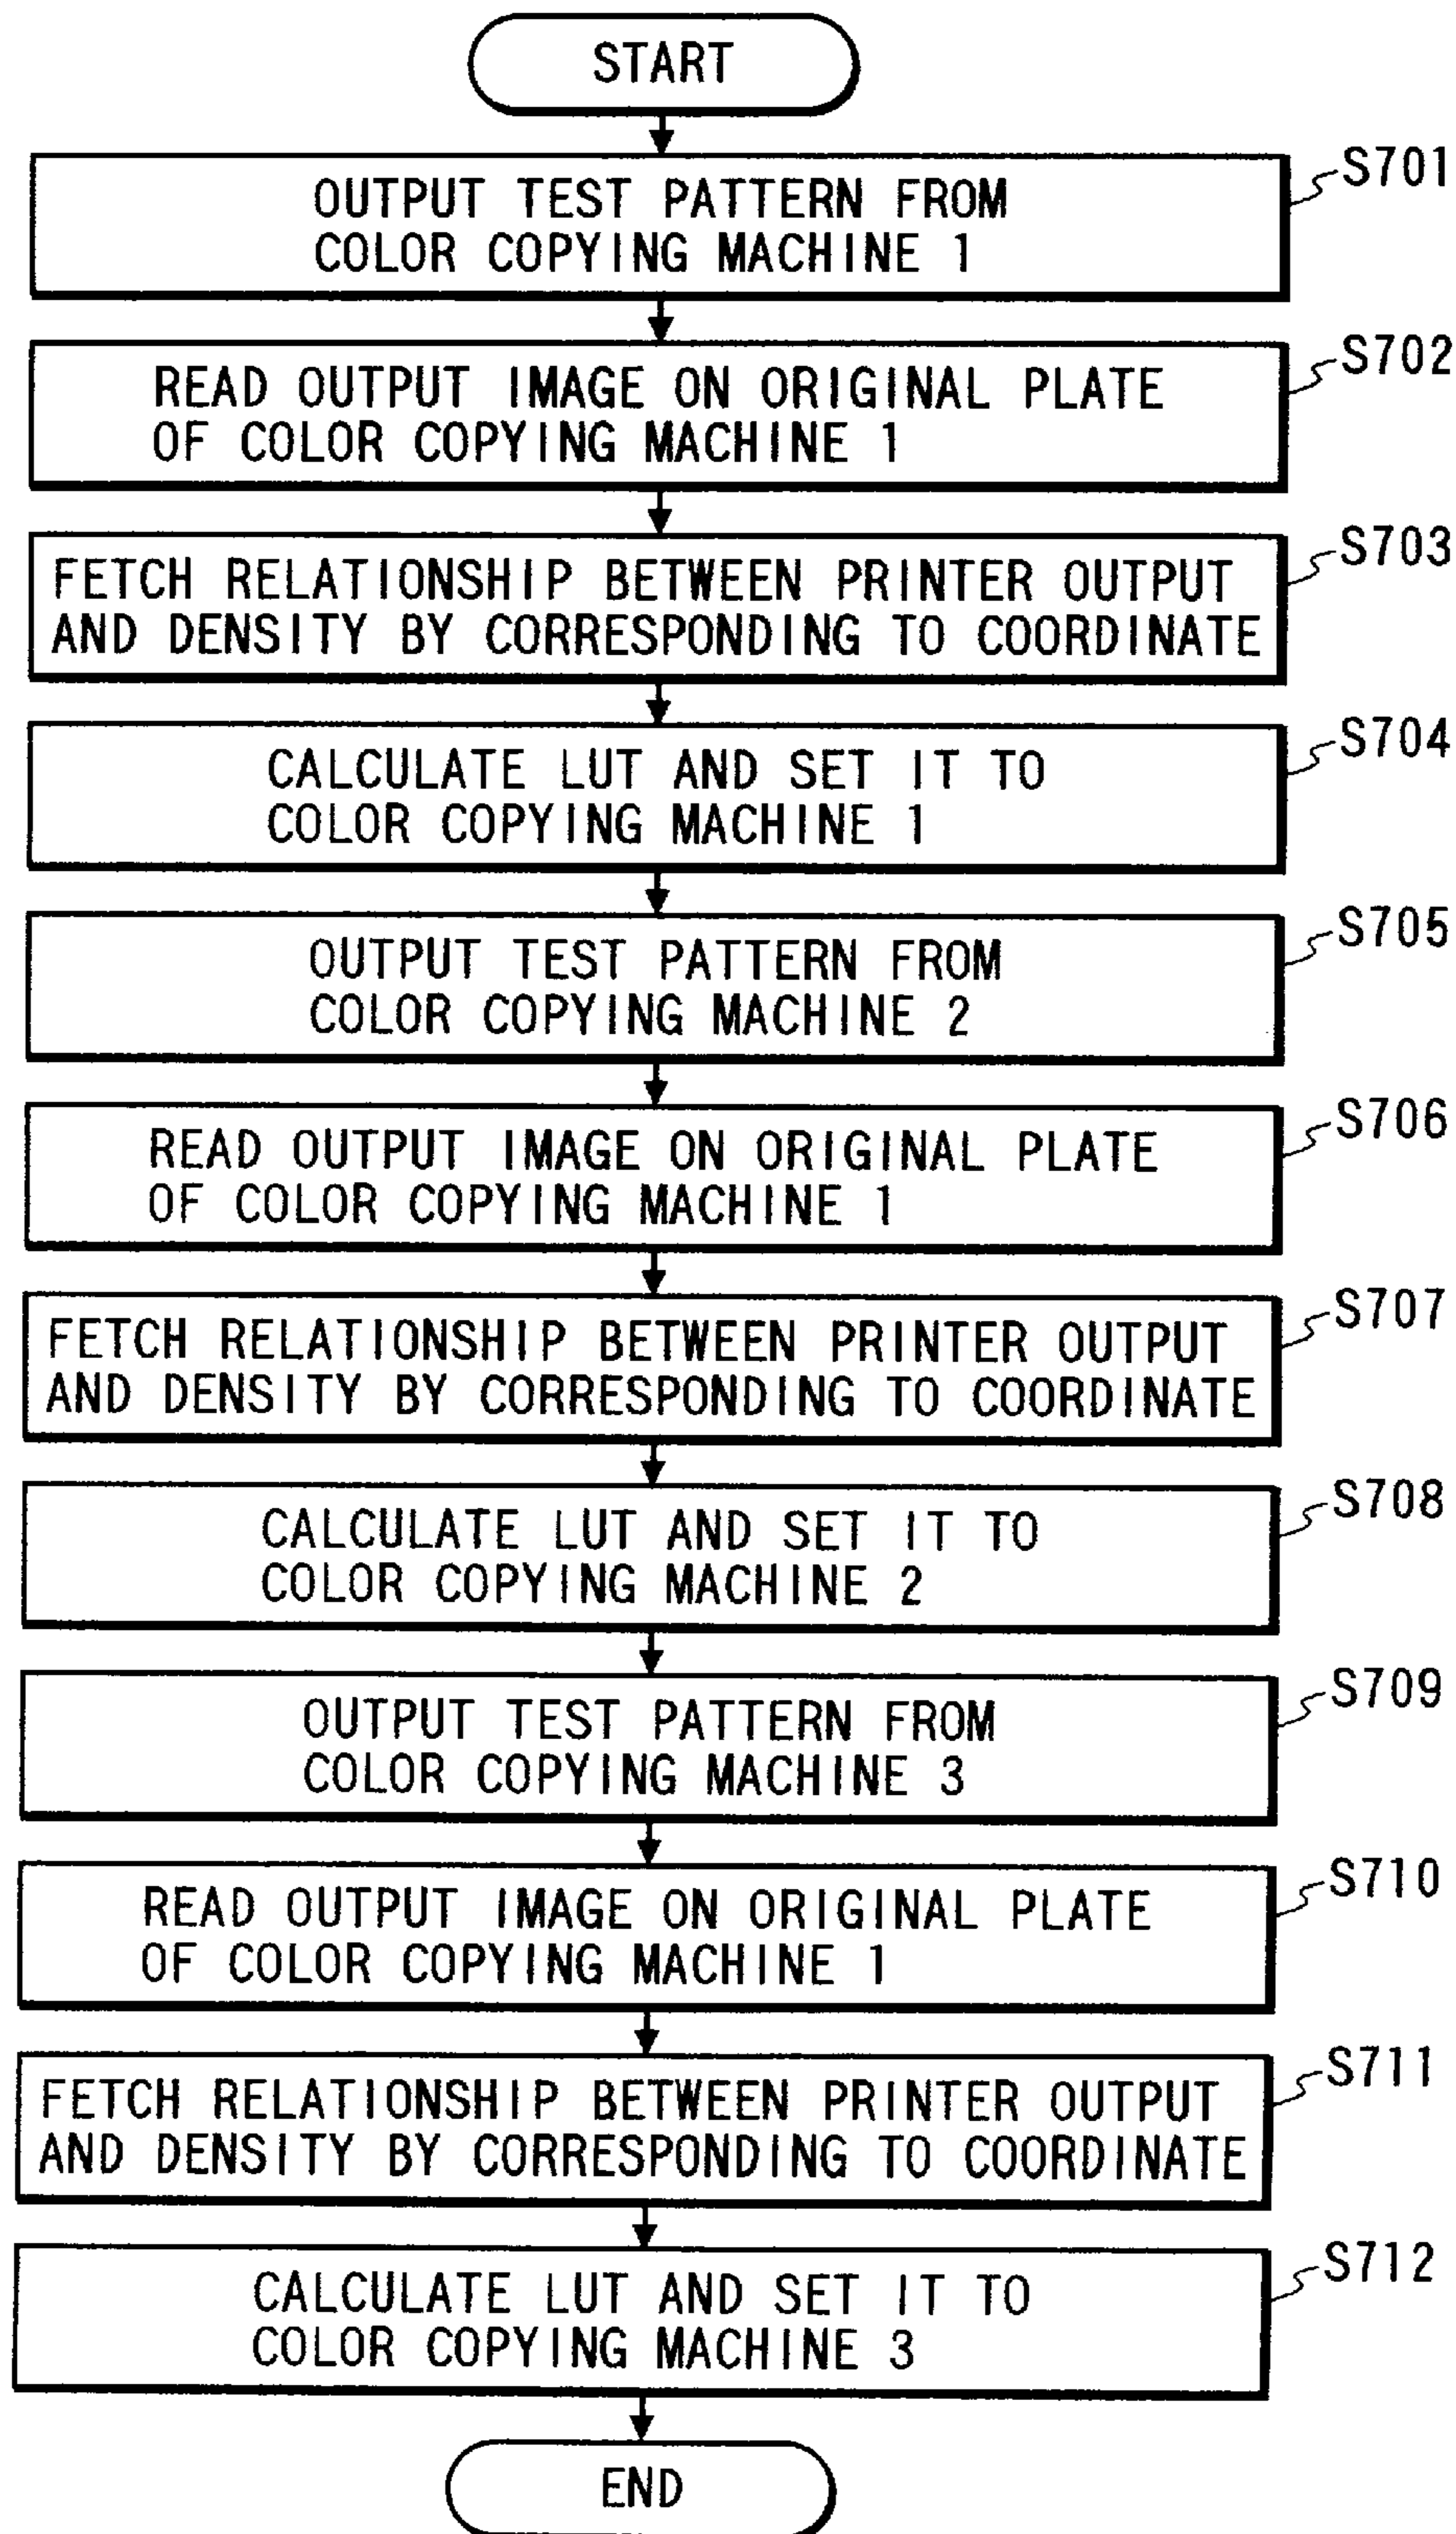 START
OUTPUT TEST PATTERN FROM
COLOR COPYING MACHINE 1
S701
READ OUTPUT IMAGE ON ORIGINAL PLATE
OF COLOR COPYING MACHINE 1
S702
FETCH RELATIONSHIP BETWEEN PRINTER OUTPUT
AND DENSITY BY CORRESPONDING TO COORDINATE
S703
CALCULATE LUT AND SET IT TO
COLOR COPYING MACHINE 1
S704
OUTPUT TEST PATTERN FROM
COLOR COPYING MACHINE 2
S705
READ OUTPUT IMAGE ON ORIGINAL PLATE
OF COLOR COPYING MACHINE 1
S706
FETCH RELATIONSHIP BETWEEN PRINTER OUTPUT
AND DENSITY BY CORRESPONDING TO COORDINATE
S707
CALCULATE LUT AND SET IT TO
COLOR COPYING MACHINE 2
S708
OUTPUT TEST PATTERN FROM
COLOR COPYING MACHINE 3
S709
READ OUTPUT IMAGE ON ORIGINAL PLATE
OF COLOR COPYING MACHINE 1
S710
FETCH RELATIONSHIP BETWEEN PRINTER OUTPUT
AND DENSITY BY CORRESPONDING TO COORDINATE
S711
CALCULATE LUT AND SET IT TO
COLOR COPYING MACHINE 3
S712
END